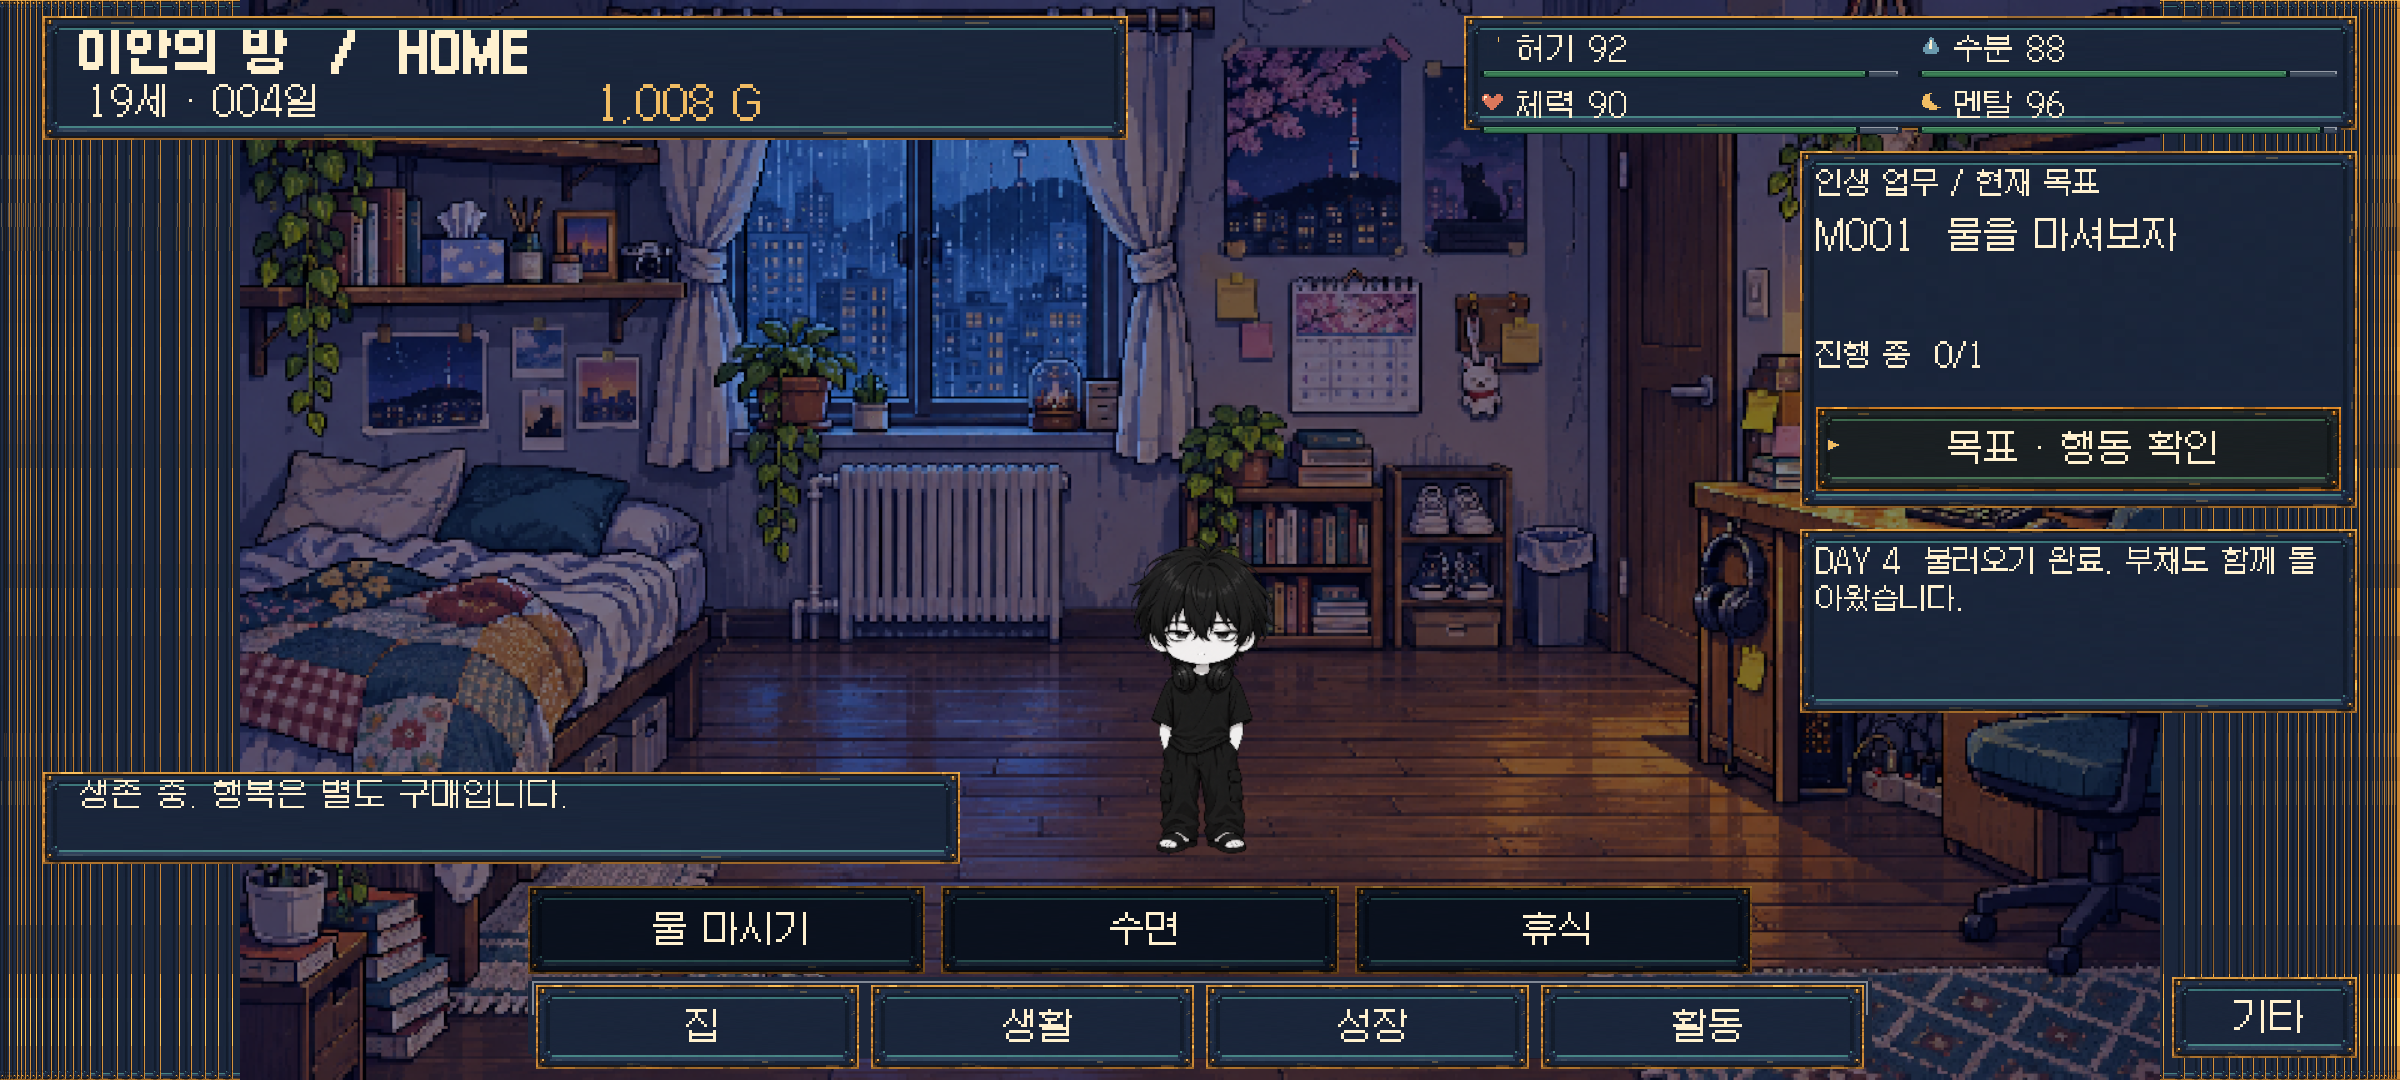 이안의 방 / HOME
19세 · 004일
1,008 G
허기 92
수분 88
체력 90
멘탈 96
인생 업무 / 현재 목표
M001 물을 마셔보자
진행 중 0/1
목표 · 행동 확인
DAY 4 불러오기 완료. 부채도 함께 돌
아왔습니다.
생존 중. 행복은 별도 구매입니다.
물 마시기
수면
휴식
집
생활
성장
활동
기타